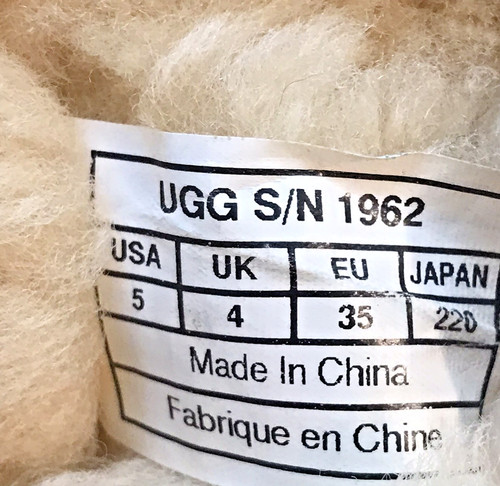 UGG S/N 1962
USA UK EU JAPAN
5 4 35 220
Made In China
Fabrique en Chine